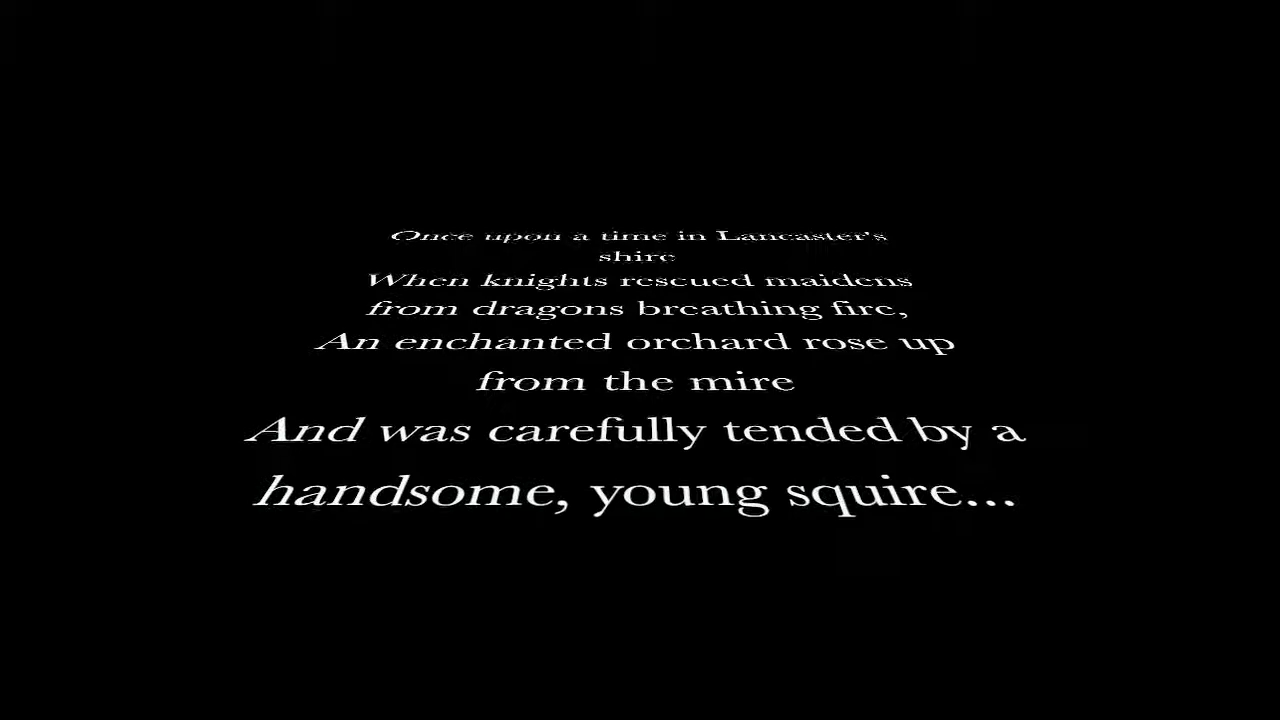 Once upon a time in Lancaster's
shire
When knights rescued maidens
from dragons breathing fire,
An enchanted orchard rose up
from the mire
And was carefully tended by a
handsome, young squire...